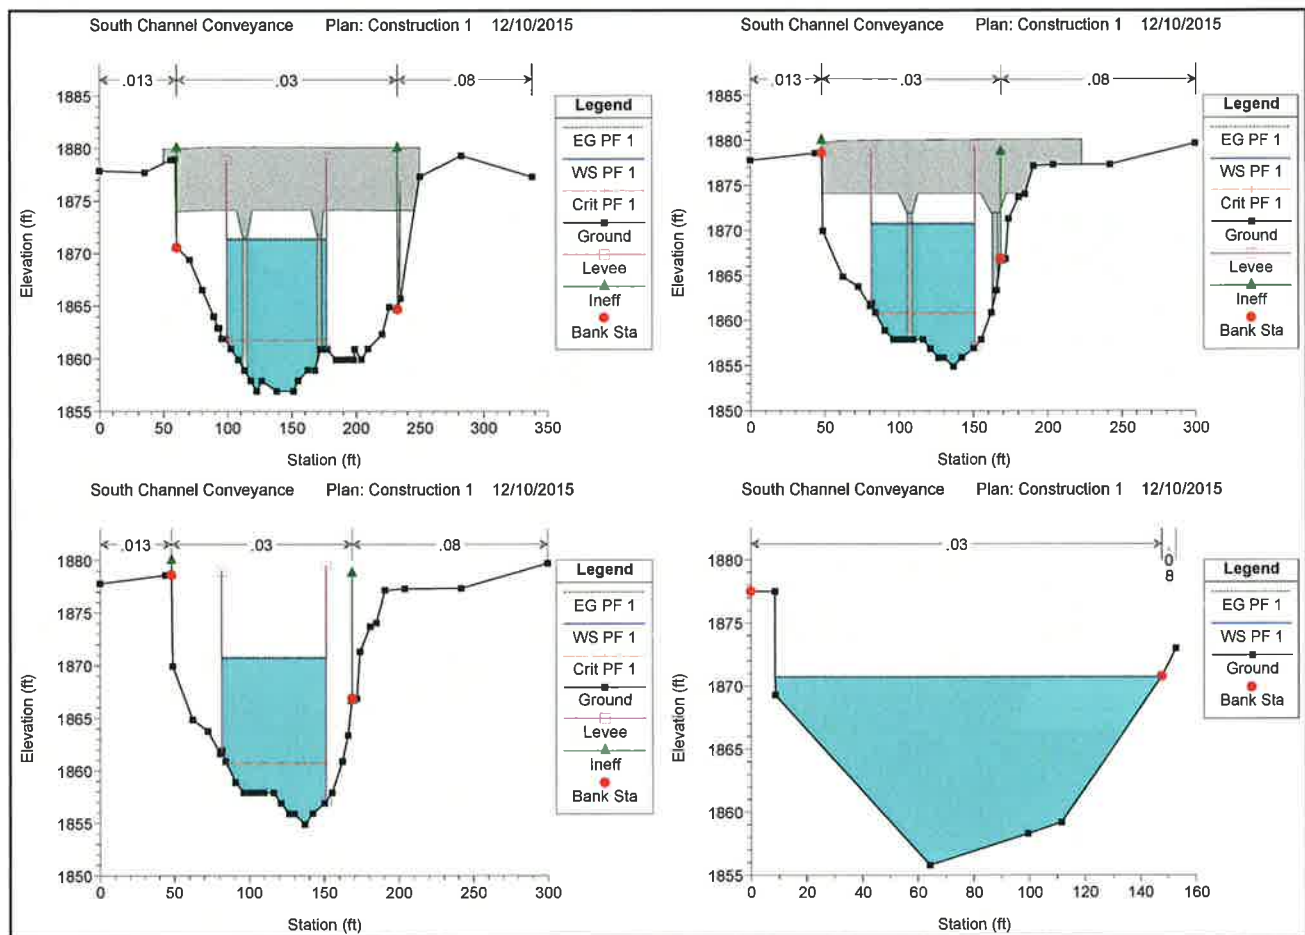 South Channel Conveyance Plan: Construction 1 12/10/2015
.013 .03 .08
Elevation (ft)
1885
1880
1875
1870
1865
1860
1855
0 50 100 150 200 250 300 350
Station (ft)
Legend
EG PF 1
WS PF 1
Crit PF 1
Ground
Levee
Ineff
Bank Sta
South Channel Conveyance Plan: Construction 1 12/10/2015
.013 .03 .08
Elevation (ft)
1885
1880
1875
1870
1865
1860
1855
1850
0 50 100 150 200 250 300
Station (ft)
Legend
EG PF 1
WS PF 1
Crit PF 1
Ground
Levee
Ineff
Bank Sta
South Channel Conveyance Plan: Construction 1 12/10/2015
.013 .03 .08
Elevation (ft)
1880
1875
1870
1865
1860
1855
1850
0 50 100 150 200 250 300
Station (ft)
Legend
EG PF 1
WS PF 1
Crit PF 1
Ground
Levee
Ineff
Bank Sta
South Channel Conveyance Plan: Construction 1 12/10/2015
.03 .08
Elevation (ft)
1880
1875
1870
1865
1860
1855
0 20 40 60 80 100 120 140 160
Station (ft)
Legend
EG PF 1
WS PF 1
Ground
Bank Sta